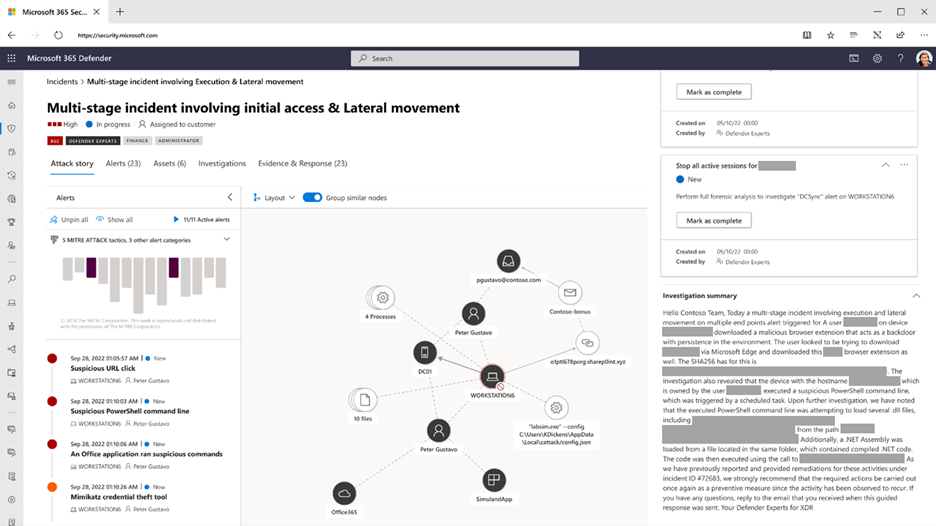 Microsoft 365 Sec
https://security.microsoft.com
Microsoft 365 Defender
Search
Incidents > Multi-stage incident involving Execution & Lateral movement
Multi-stage incident involving initial access & Lateral movement
High In progress Assigned to customer
BEC DEFENDER EXPERTS FINANCE ADMINISTRATOR
Attack story Alerts (23) Assets (6) Investigations Evidence & Response (23)
Alerts
Unpin all Show all 11/11 Active alerts
5 MITRE ATT&CK tactics, 3 other alert categories
The MITRE Corporation. This work is reproduced and distributed
with the permission of The MITRE Corporation.
Sep 28, 2022 01:05:57 AM | New
Suspicious URL click
WORKSTATION6 Peter Gustavo
Sep 28, 2022 01:10:03 AM | New
Suspicious PowerShell command line
WORKSTATION6 Peter Gustavo
Sep 28, 2022 01:10:06 AM | New
An Office application ran suspicious commands
WORKSTATION6 Peter Gustavo
Sep 28, 2022 01:10:26 AM | New
Mimikatz credential theft tool
WORKSTATION6 Peter Gustavo
Layout Group similar nodes
pgustavo@contoso.com
Contoso-bonus
4 Processes
Peter Gustavo
DC01
o1ptl678porg.sharep0int.xyz
WORKSTATION6
10 files
"labsim.exe" --config
C:\Users\KDickens\AppData
\Local\attack/config.json
Peter Gustavo
SimulandApp
Office365
Mark as complete
Created on 05/10/22 00:00
Created by Defender Experts
Stop all active sessions for
New
Perform full forensic analysis to investigate "DCSync" alert on WORKSTATION6
Mark as complete
Created on 05/10/22 00:00
Created by Defender Experts
Investigation summary
Hello Contoso Team, Today a multi-stage incident involving execution and lateral
movement on multiple end points alert triggered for A user on device
downloaded a malicious browser extension that acts as a backdoor
with persistence in the environment. The user looked to be trying to download
via Microsoft Edge and downloaded this browser extension as
well. The SHA256 has for this is
. The
investigation also revealed that the device with the hostname which
is owned by the user , executed a suspicious PowerShell command line,
which was triggered by a scheduled task. Upon further investigation, we have noted
that the executed PowerShell command line was attempting to load several .dll files,
including
from the path
Additionally, a .NET Assembly was
loaded from a file located in the same folder, which contained compiled .NET code.
The code was then executed using the call to As
we have previously reported and provided remediations for these activities under
incident ID #72683, we strongly recommend that the required actions be carried out
once again as a preventive measure since the activity has been observed to recur. If
you have any questions, reply to the email that you received when this guided
response was sent. Your Defender Experts for XDR